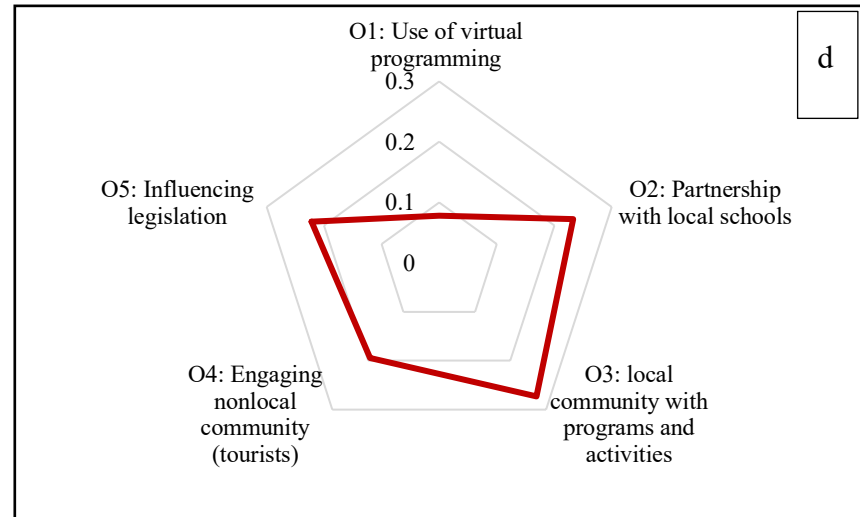 O1: Use of virtual
programming
d
0.3
0.2
0.1
0
O5: Influencing
legislation
O2: Partnership
with local schools
O4: Engaging
nonlocal
community
(tourists)
O3: local
community with
programs and
activities